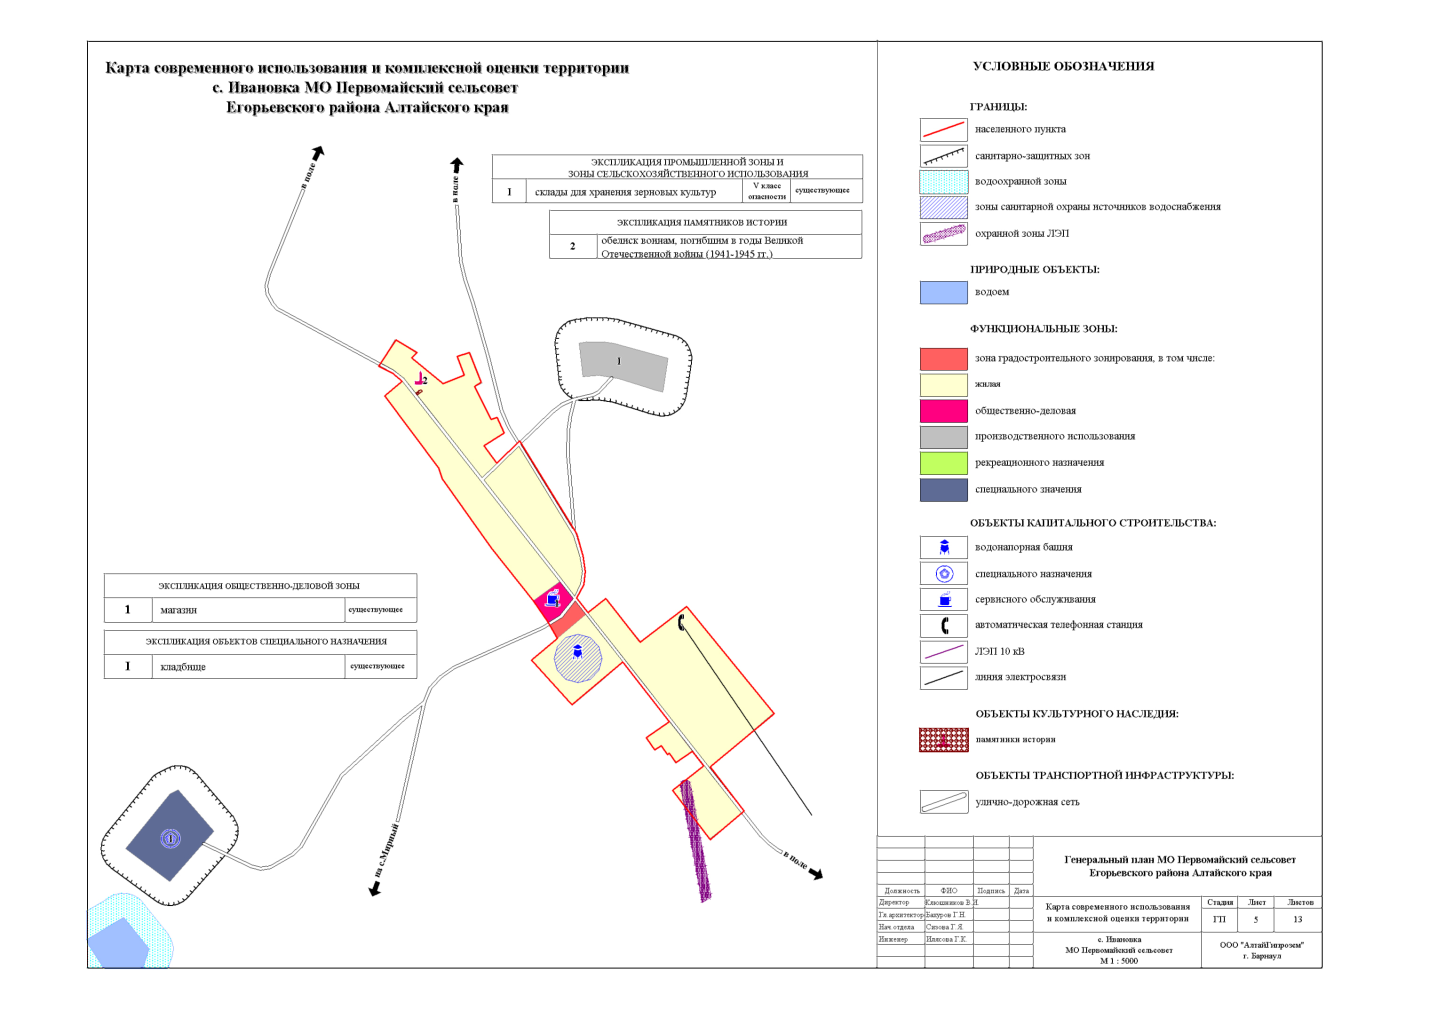 Карта современного использования и комплексной оценки территории
с. Ивановка МО Первомайский сельсовет
Егорьевского района Алтайского края
в поле
в поле
ЭКСПЛИКАЦИЯ ПРОМЫШЛЕННОЙ ЗОНЫ И
ЗОНЫ СЕЛЬСКОХОЗЯЙСТВЕННОГО ИСПОЛЬЗОВАНИЯ
1 склады для хранения зерновых культур V класс опасности существующее
ЭКСПЛИКАЦИЯ ПАМЯТНИКОВ ИСТОРИИ
2 обелиск воинам, погибшим в годы Великой
Отечественной войны (1941-1945 гг.)
1
2
ЭКСПЛИКАЦИЯ ОБЩЕСТВЕННО-ДЕЛОВОЙ ЗОНЫ
1 магазин существующее
ЭКСПЛИКАЦИЯ ОБЪЕКТОВ СПЕЦИАЛЬНОГО НАЗНАЧЕНИЯ
1 кладбище существующее
1
1
на с.Мирный
в поле
УСЛОВНЫЕ ОБОЗНАЧЕНИЯ
ГРАНИЦЫ:
населенного пункта
санитарно-защитных зон
водоохранной зоны
зоны санитарной охраны источников водоснабжения
охранной зоны ЛЭП
ПРИРОДНЫЕ ОБЪЕКТЫ:
водоем
ФУНКЦИОНАЛЬНЫЕ ЗОНЫ:
зона градостроительного зонирования, в том числе:
жилая
общественно-деловая
производственного использования
рекреационного назначения
специального значения
ОБЪЕКТЫ КАПИТАЛЬНОГО СТРОИТЕЛЬСТВА:
водонапорная башня
специального назначения
сервисного обслуживания
автоматическая телефонная станция
ЛЭП 10 кВ
линия электросвязи
ОБЪЕКТЫ КУЛЬТУРНОГО НАСЛЕДИЯ:
памятники истории
ОБЪЕКТЫ ТРАНСПОРТНОЙ ИНФРАСТРУКТУРЫ:
улично-дорожная сеть
Генеральный план МО Первомайский сельсовет
Егорьевского района Алтайского края
Должность ФИО Подпись Дата
Директор Клюшников В.Н.
Гл.архитектор Бахуров Г.Н.
Нач.отдела Сизова Г.Я.
Инженер Ильясова Г.К.
Карта современного использования
и комплексной оценки территории
Стадия Лист Листов
ГП 5 13
с. Ивановка
МО Первомайский сельсовет
М 1 : 5000
ООО "АлтайГипрозем"
г. Барнаул